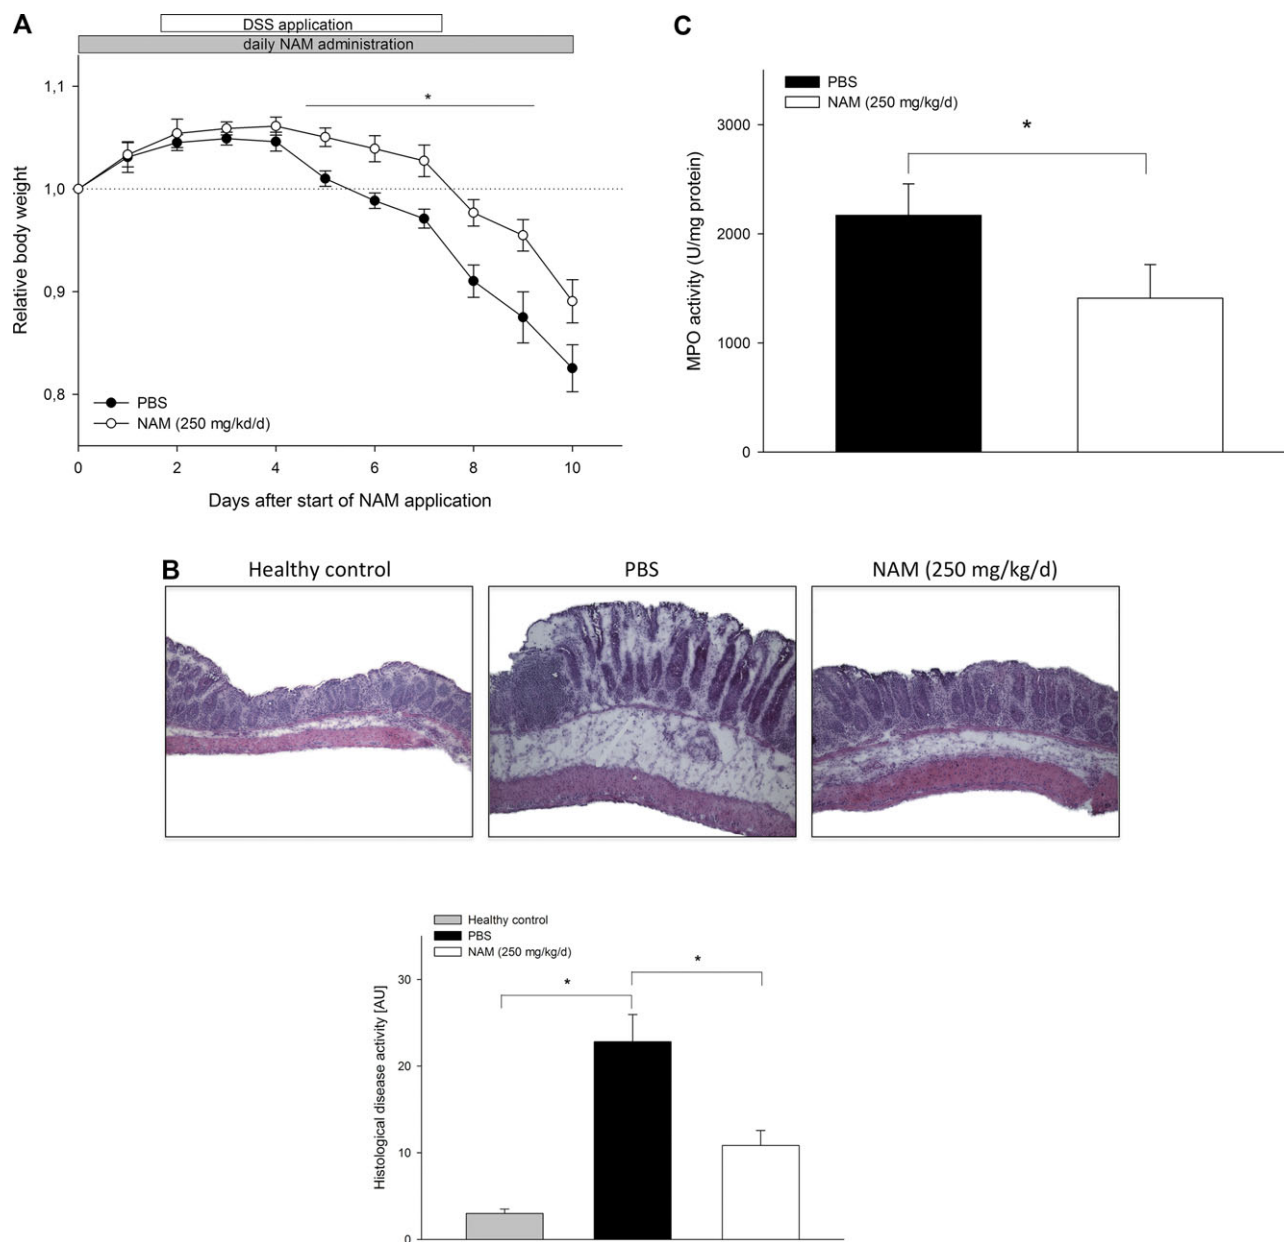 A
DSS application
daily NAM administration
*
1,1
1,0
0,9
0,8
Relative body weight
PBS
NAM (250 mg/kd/d)
0 2 4 6 8 10
Days after start of NAM application
C
PBS
NAM (250 mg/kg/d)
*
3000
2000
1000
0
MPO activity (U/mg protein)
B
Healthy control PBS NAM (250 mg/kg/d)
Healthy control
PBS
NAM (250 mg/kg/d)
* *
30
20
10
0
Histological disease activity [AU]